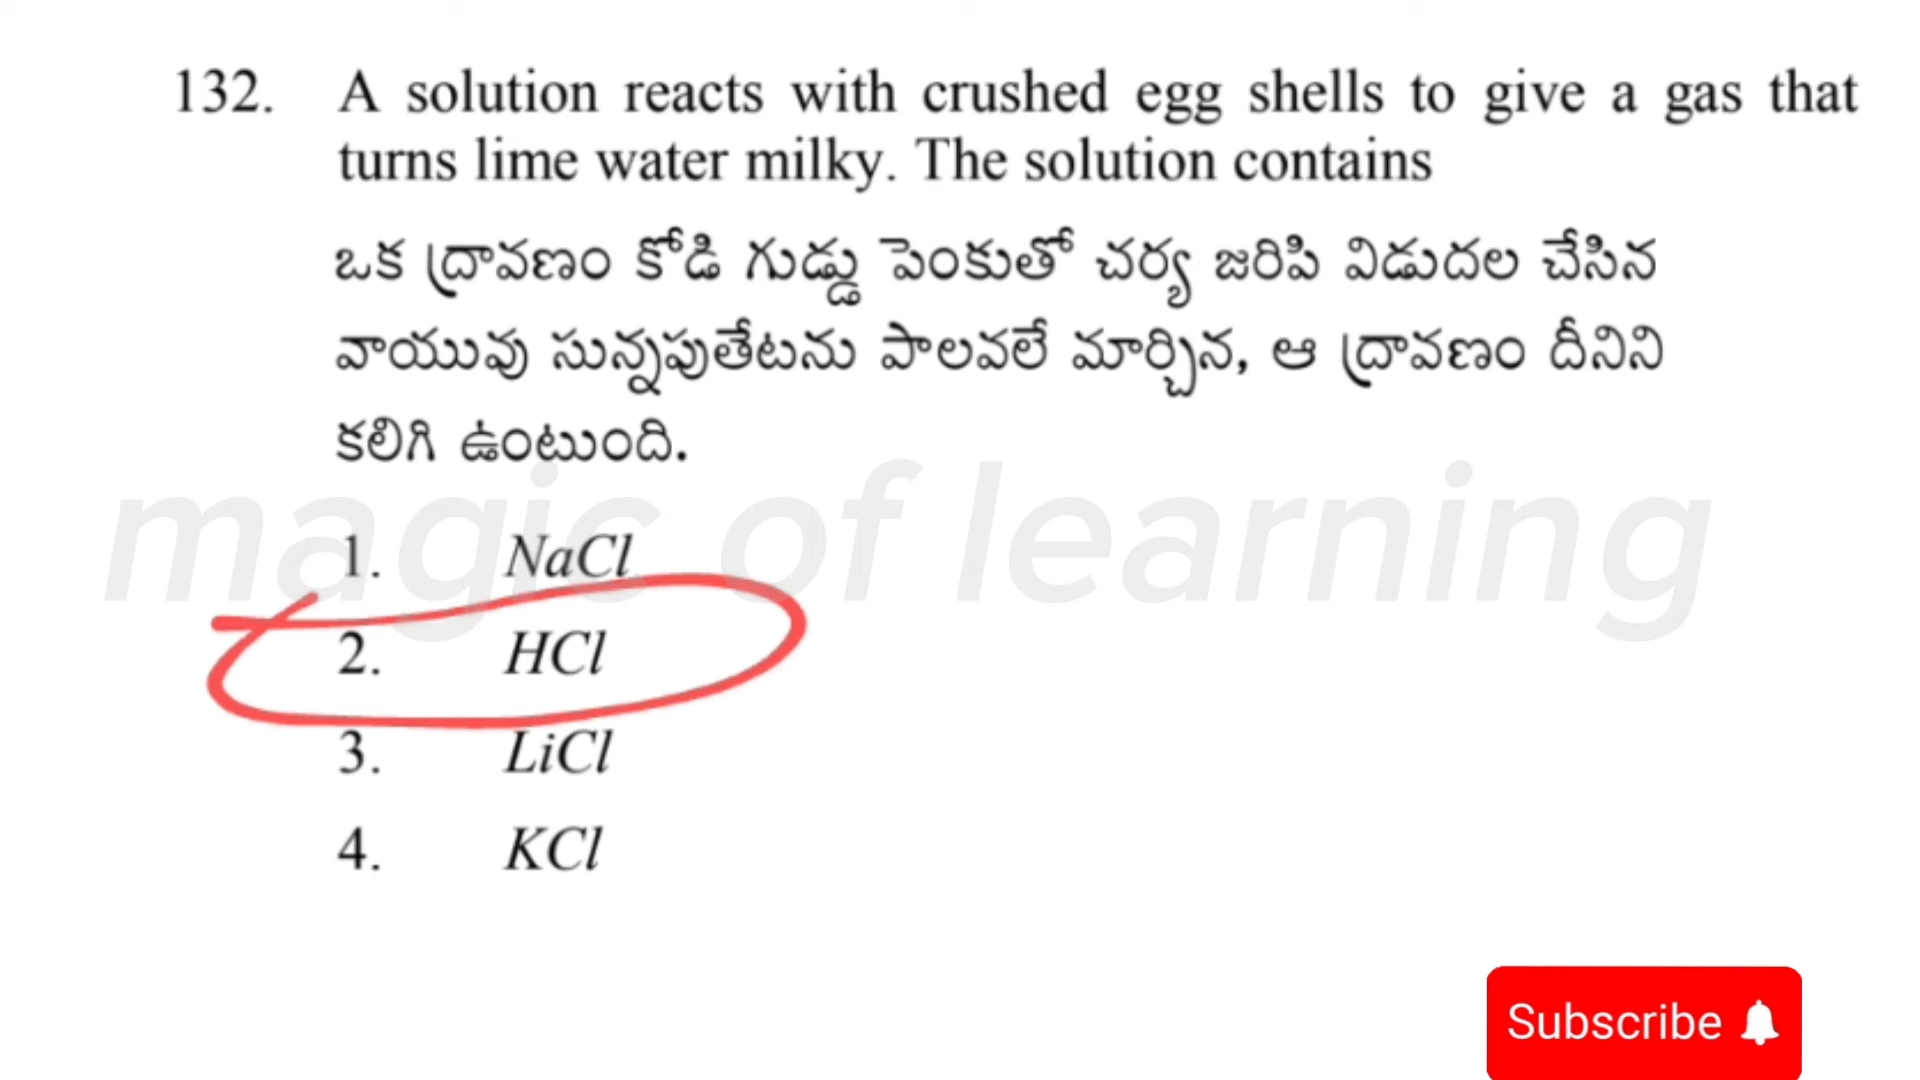 132. A solution reacts with crushed egg shells to give a gas that
turns lime water milky. The solution contains
ఒక ద్రావణం కోడి గుడ్డు పెంకుతో చర్య జరిపి విడుదల చేసిన
వాయువు సున్నపుతేటను పాలవలే మార్చిన, ఆ ద్రావణం దీనిని
కలిగి ఉంటుంది.
magic of learning
1. NaCl
2. HCl
3. LiCl
4. KCl
Subscribe